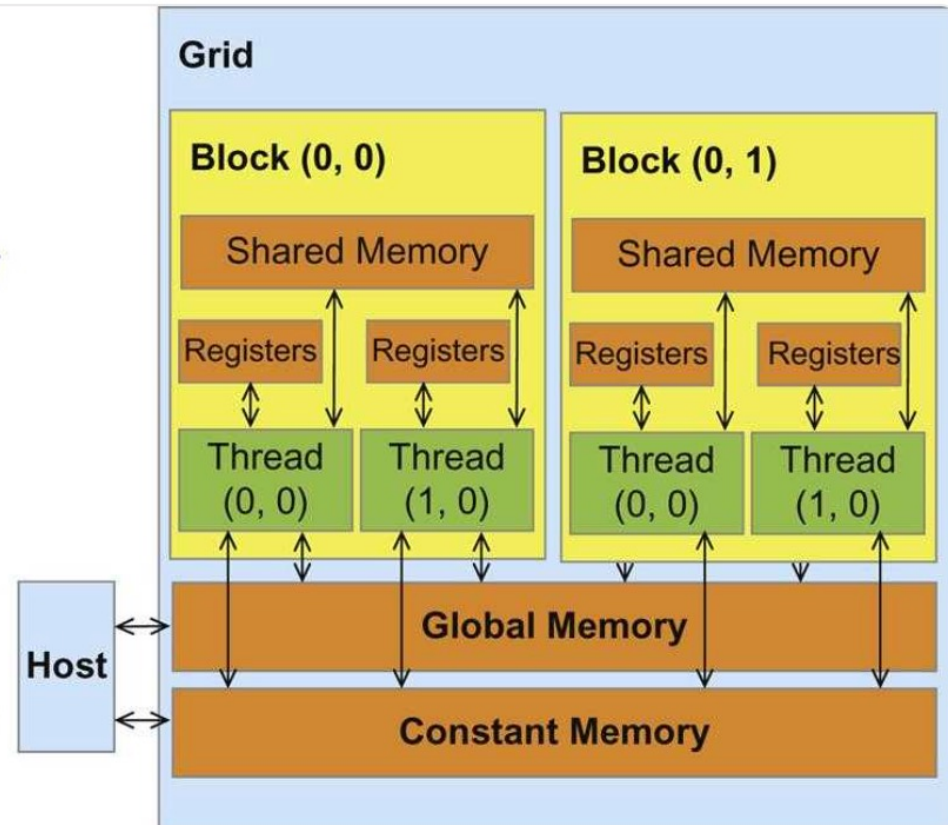 Grid
Block (0, 0)
Block (0, 1)
Shared Memory
Shared Memory
Registers
Registers
Registers
Registers
Thread
(0, 0)
Thread
(1, 0)
Thread
(0, 0)
Thread
(1, 0)
Host
Global Memory
Constant Memory